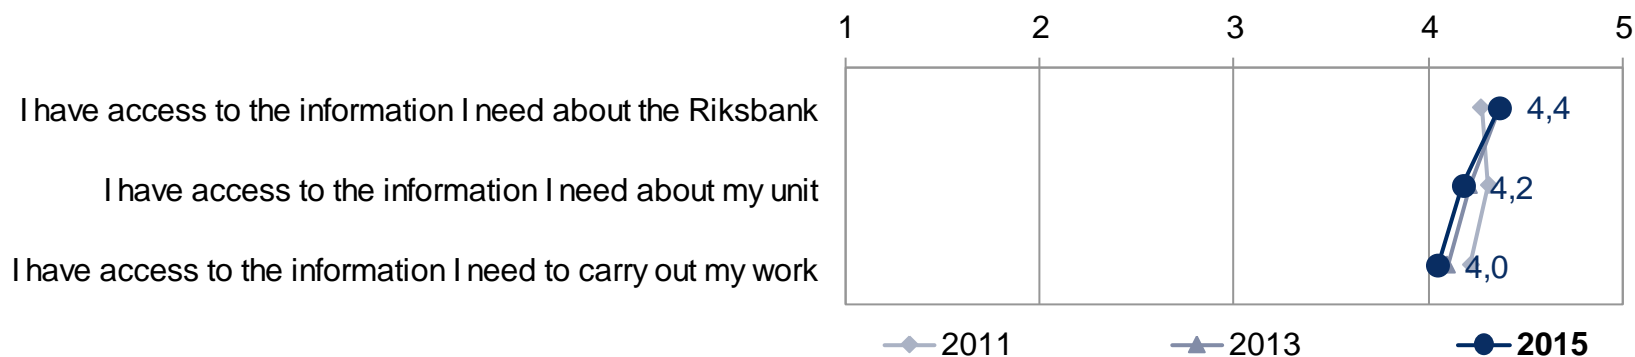 1 2 3 4 5
I have access to the information I need about the Riksbank 4,4
I have access to the information I need about my unit 4,2
I have access to the information I need to carry out my work 4,0
2011 2013 2015